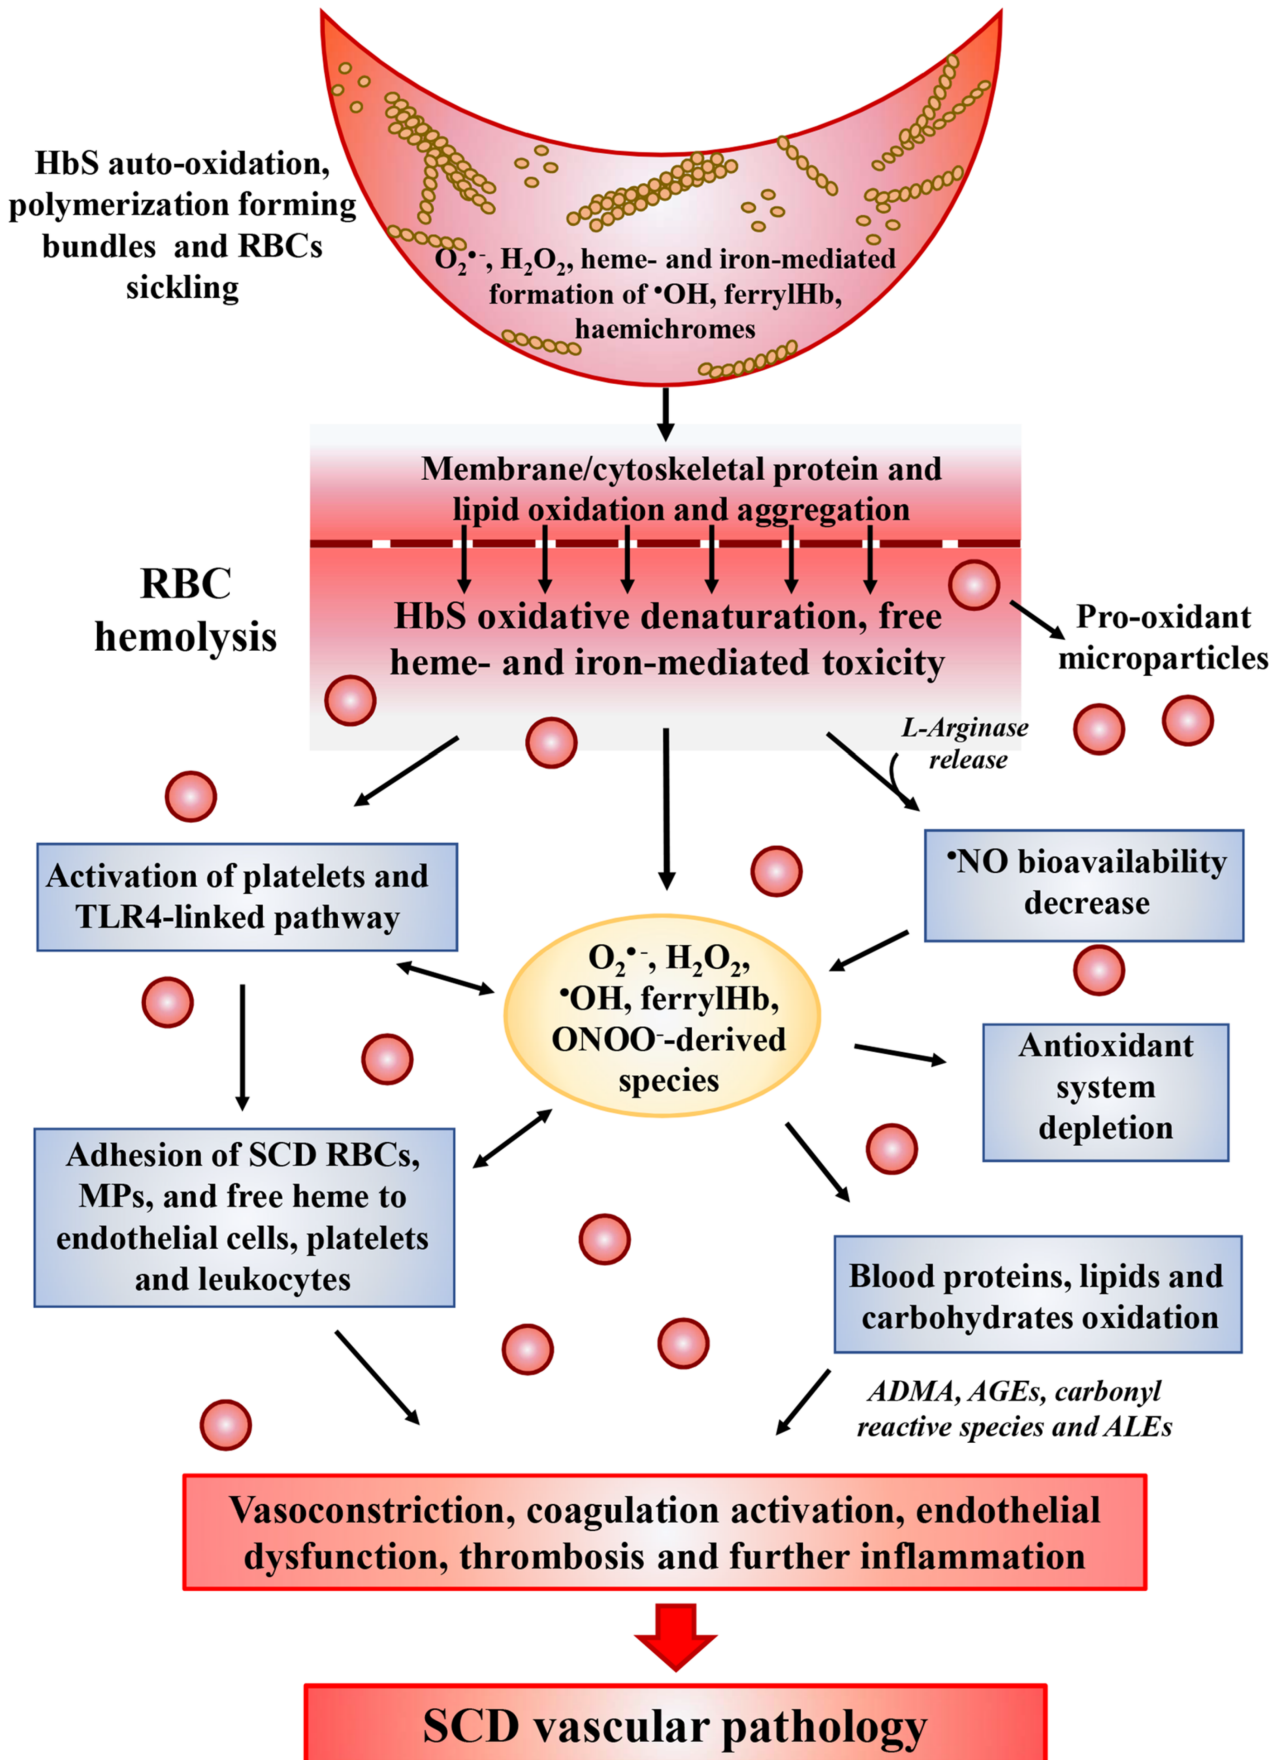 HbS auto-oxidation,
polymerization forming
bundles and RBCs
sickling
O₂•-, H₂O₂, heme- and iron-mediated
formation of •OH, ferrylHb,
haemichromes
Membrane/cytoskeletal protein and
lipid oxidation and aggregation
RBC
hemolysis
HbS oxidative denaturation, free
heme- and iron-mediated toxicity
Pro-oxidant
microparticles
L-Arginase
release
Activation of platelets and
TLR4-linked pathway
•NO bioavailability
decrease
O₂•-, H₂O₂,
•OH, ferrylHb,
ONOO⁻-derived
species
Antioxidant
system
depletion
Adhesion of SCD RBCs,
MPs, and free heme to
endothelial cells, platelets
and leukocytes
Blood proteins, lipids and
carbohydrates oxidation
ADMA, AGEs, carbonyl
reactive species and ALEs
Vasoconstriction, coagulation activation, endothelial
dysfunction, thrombosis and further inflammation
SCD vascular pathology